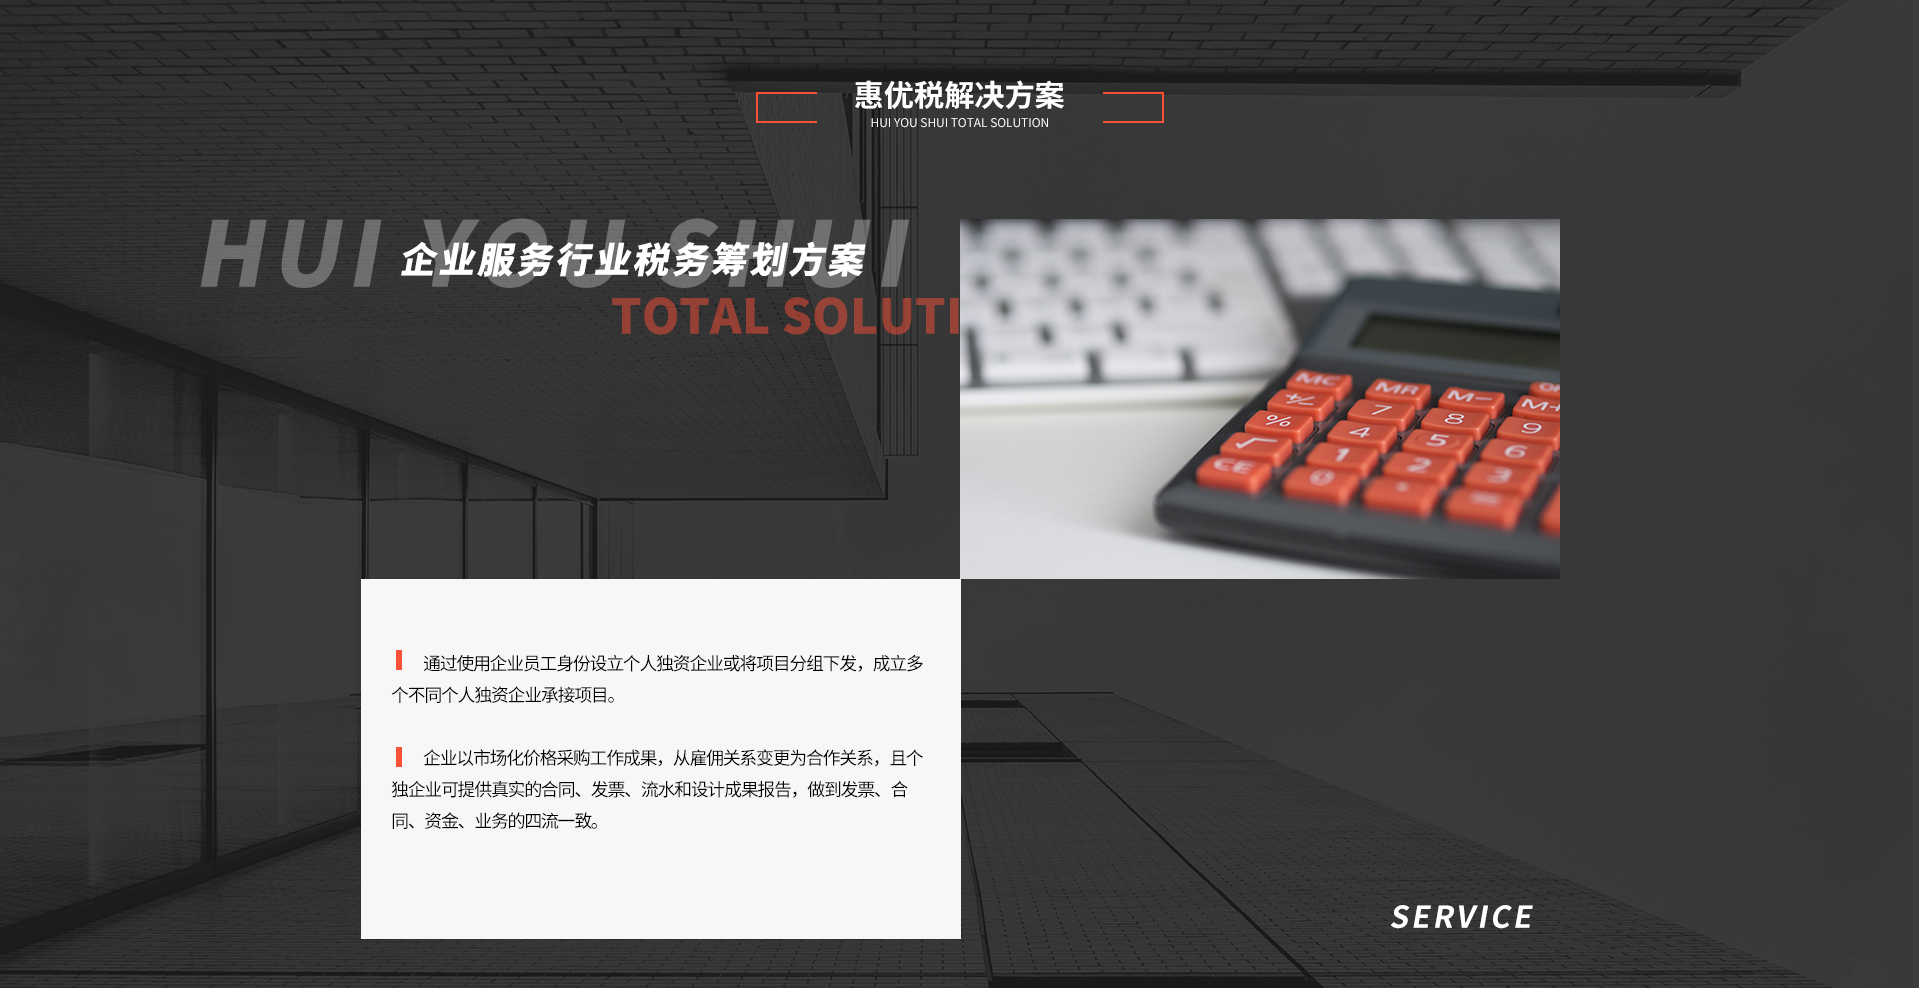 惠优税解决方案
HUI YOU SHUI TOTAL SOLUTION
HUI YOU SHUI
企业服务行业税务筹划方案
TOTAL SOLUTI
MC MR M-
+/- 7 8 9 M+
% 4 5 6
√ 1 2 3
CE 0 . =
通过使用企业员工身份设立个人独资企业或将项目分组下发，成立多
个不同个人独资企业承接项目。
企业以市场化价格采购工作成果，从雇佣关系变更为合作关系，且个
独企业可提供真实的合同、发票、流水和设计成果报告，做到发票、合
同、资金、业务的四流一致。
SERVICE